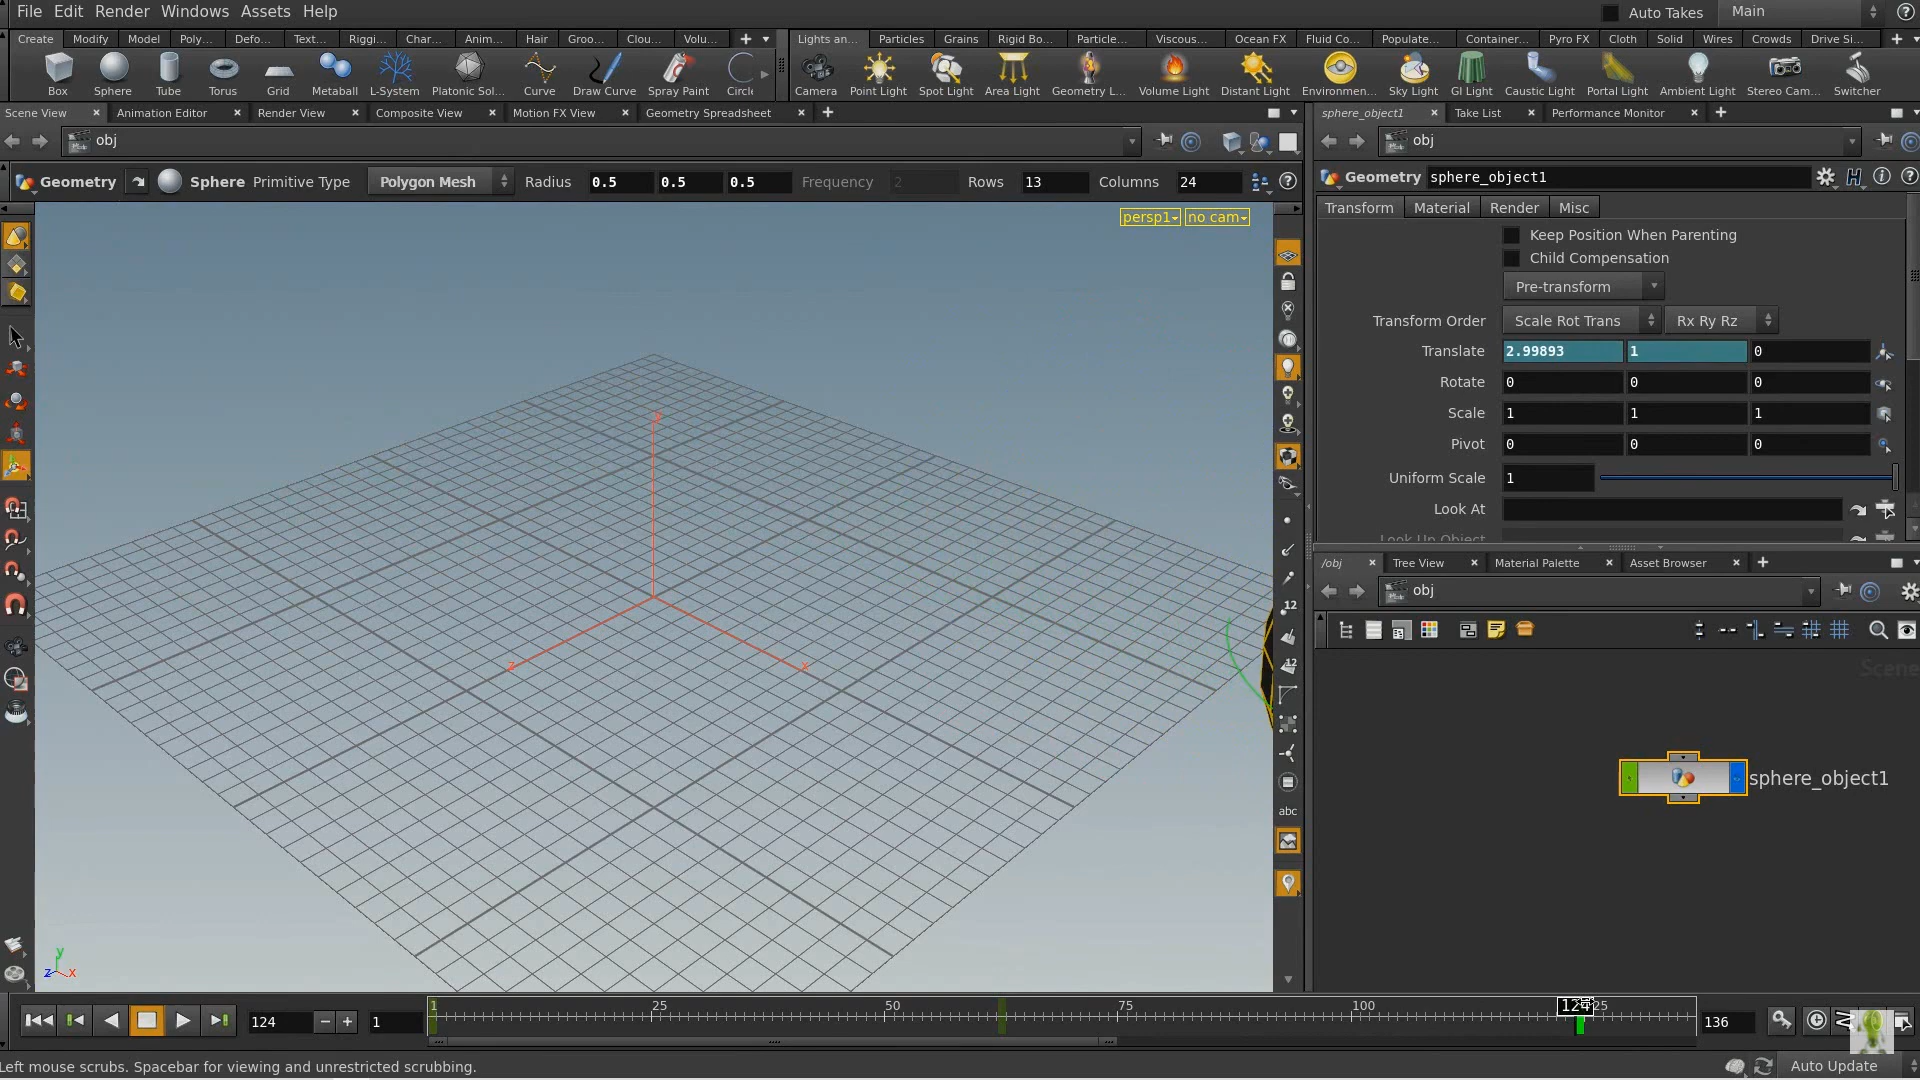 File Edit Render Windows Assets Help
Auto Takes Main
Create Modify Model Poly... Defo... Text... Riggi... Char... Anim... Hair Groo... Clou... Volu...
Lights an... Particles Grains Rigid Bo... Particle... Viscous... Ocean FX Fluid Co... Populate... Container... Pyro FX Cloth Solid Wires Crowds Drive Si...
Box Sphere Tube Torus Grid Metaball L-System Platonic Sol... Curve Draw Curve Spray Paint Circle
Camera Point Light Spot Light Area Light Geometry L... Volume Light Distant Light Environmen... Sky Light GI Light Caustic Light Portal Light Ambient Light Stereo Cam... Switcher
Scene View Animation Editor Render View Composite View Motion FX View Geometry Spreadsheet
sphere_object1 Take List Performance Monitor
obj
obj
Geometry Sphere Primitive Type Polygon Mesh Radius 0.5 0.5 0.5 Frequency 2 Rows 13 Columns 24
Geometry sphere_object1
Transform Material Render Misc
persp1 no cam
Keep Position When Parenting
Child Compensation
Pre-transform
Transform Order Scale Rot Trans Rx Ry Rz
Translate 2.99893 1 0
Rotate 0 0 0
Scale 1 1 1
Pivot 0 0 0
Uniform Scale 1
Look At
Look Up Object
/obj Tree View Material Palette Asset Browser
obj
Scene
sphere_object1
y
z x
12
12
abc
y
z x
124 1
1 25 50 75 100 124 125
136
Left mouse scrubs. Spacebar for viewing and unrestricted scrubbing.
Auto Update